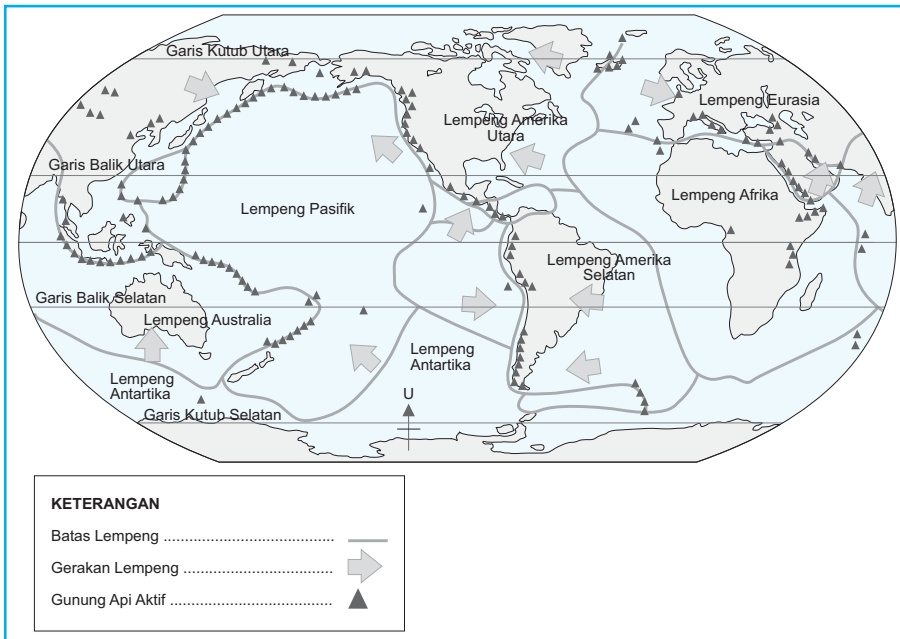 Garis Kutub Utara
Lempeng Eurasia
Lempeng Amerika
Utara
Garis Balik Utara
Lempeng Pasifik
Lempeng Afrika
Lempeng Amerika
Selatan
Garis Balik Selatan
Lempeng Australia
Lempeng
Antartika
Lempeng
Antartika
Garis Kutub Selatan
U
KETERANGAN
Batas Lempeng ......................................
Gerakan Lempeng .................................
Gunung Api Aktif ....................................